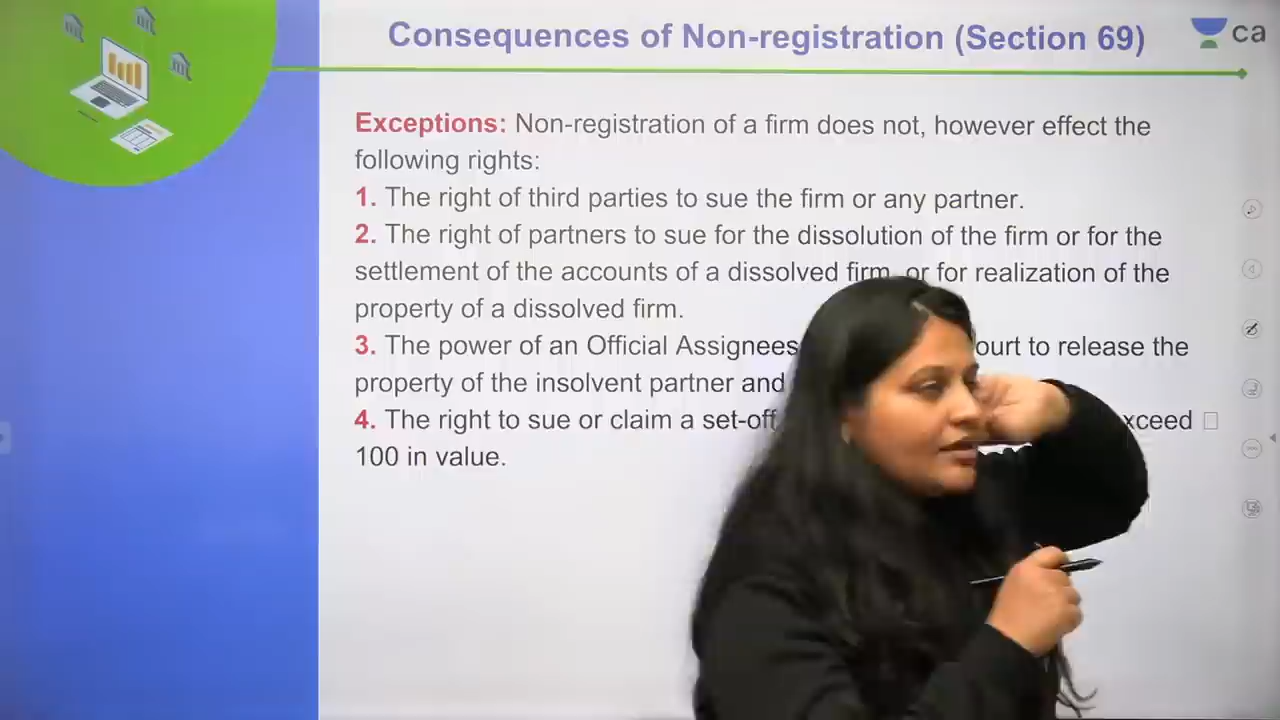 Consequences of Non-registration (Section 69)
ca
Exceptions: Non-registration of a firm does not, however effect the
following rights:
1. The right of third parties to sue the firm or any partner.
2. The right of partners to sue for the dissolution of the firm or for the
settlement of the accounts of a dissolved firm, or for realization of the
property of a dissolved firm.
3. The power of an Official Assignees ourt to release the
property of the insolvent partner and
4. The right to sue or claim a set-off xceed
100 in value.